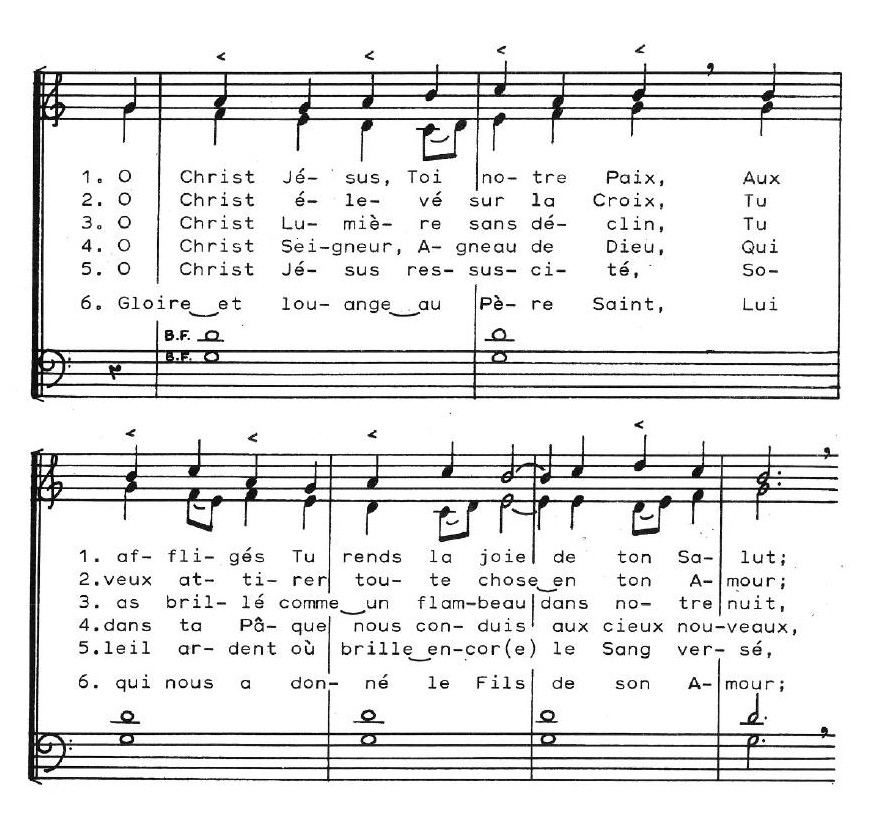 1. O Christ Jé- sus, Toi no- tre Paix, Aux
2. O Christ é- le- vé sur la Croix, Tu
3. O Christ Lu- miè- re sans dé- clin, Tu
4. O Christ Sei-gneur, A- gneau de Dieu, Qui
5. O Christ Jé- sus res- sus- ci- té, So-
6. Gloire et lou- ange au Pè- re Saint, Lui
B.F.
B.F.
1. af- fli- gés Tu rends la joie de ton Sa- lut;
2.veux at- ti- rer tou- te chose en ton A- mour;
3. as bril- lé comme un flam-beau dans no- tre nuit,
4.dans ta Pâ- que nous con- duis aux cieux nou-veaux,
5.leil ar- dent où brille en-cor(e) le Sang ver- sé,
6. qui nous a don- né le Fils de son A- mour;